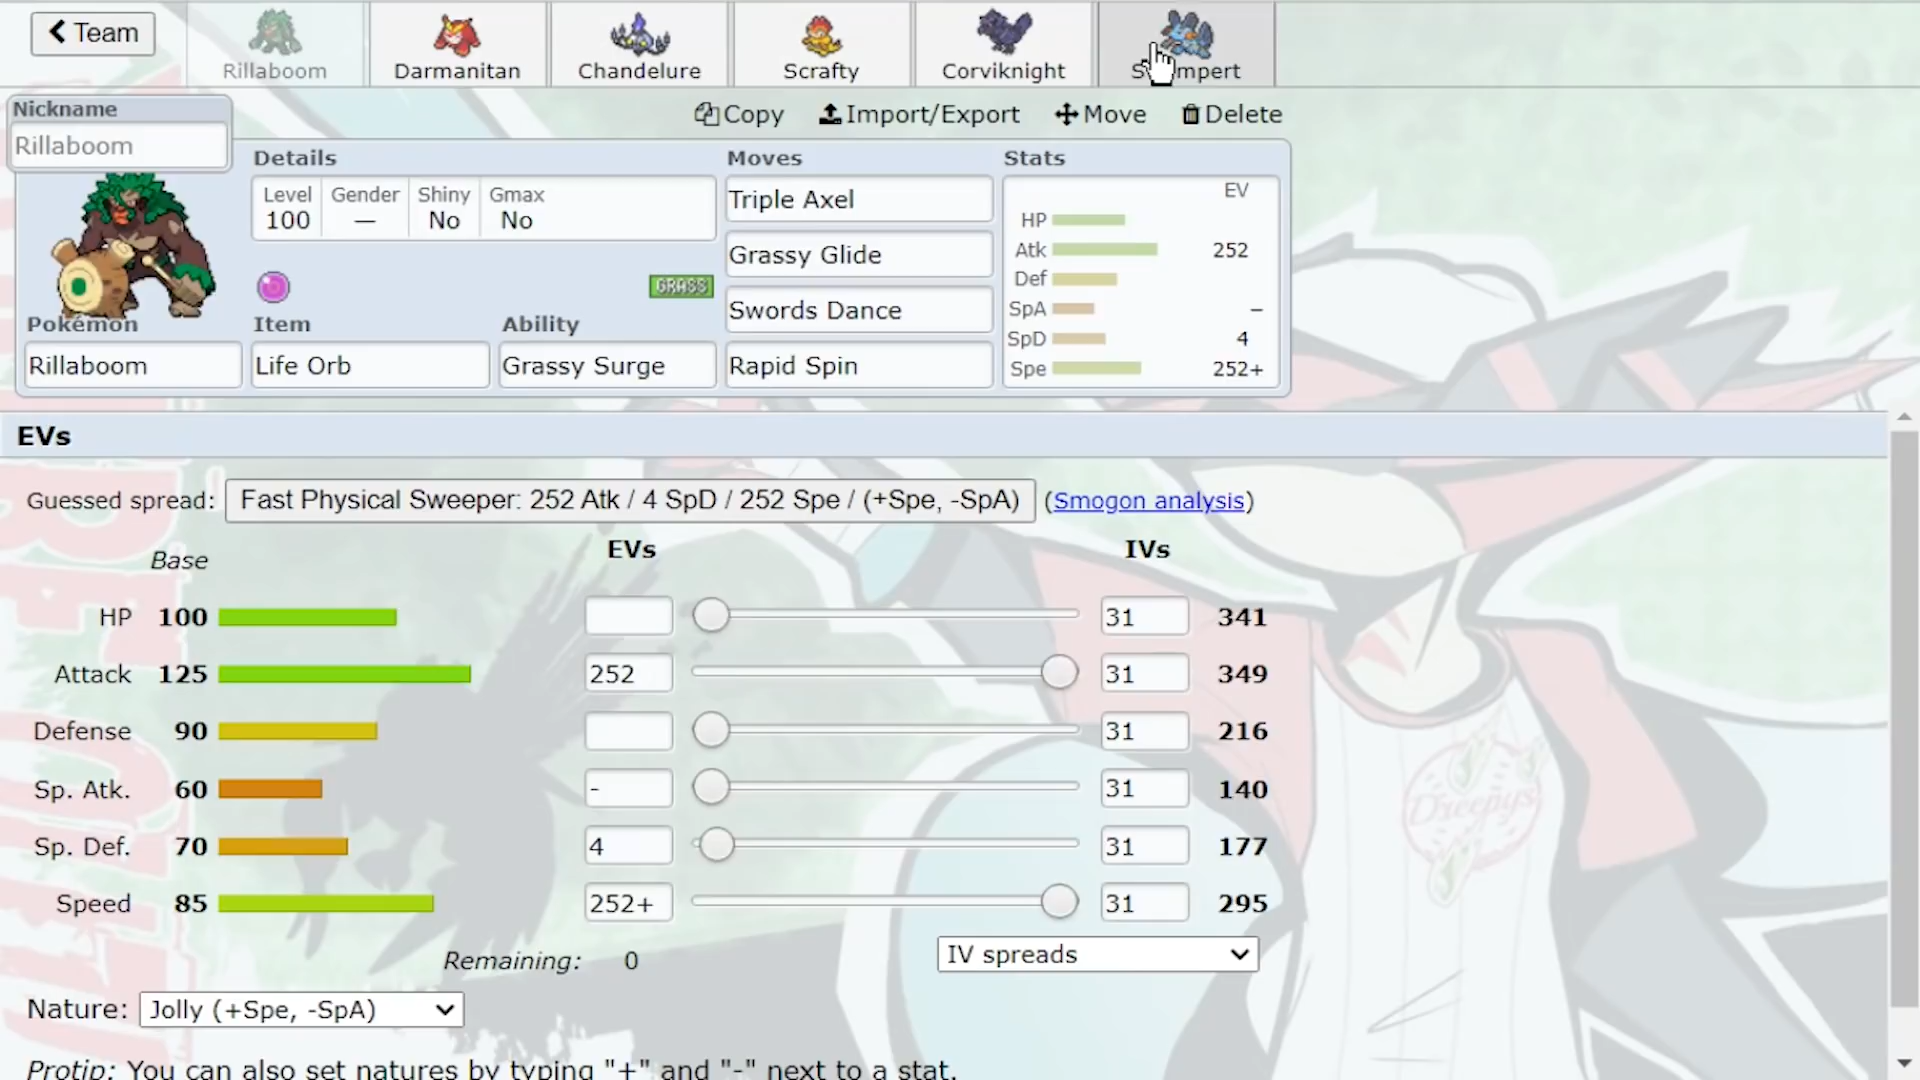 Team
Rillaboom
Darmanitan
Chandelure
Scrafty
Corviknight
Copy
Import/Export
Move
Delete
Nickname
Rillaboom
Details
Moves
Stats
Level
Gender
Shiny
Gmax
100
—
No
No
Triple Axel
EV
HP
Atk 252
Grassy Glide
Def
GRASS
Swords Dance
SpA –
SpD 4
Pokémon
Item
Ability
Rillaboom
Life Orb
Grassy Surge
Rapid Spin
Spe 252+
EVs
Guessed spread: Fast Physical Sweeper: 252 Atk / 4 SpD / 252 Spe / (+Spe, -SpA) (Smogon analysis)
Base EVs IVs
HP 100 31 341
Attack 125 252 31 349
Defense 90 31 216
Sp. Atk. 60 - 31 140
Sp. Def. 70 4 31 177
Speed 85 252+ 31 295
Remaining: 0
IV spreads
Nature: Jolly (+Spe, -SpA)
Protip: You can also set natures by typing "+" and "-" next to a stat.
Dreepys